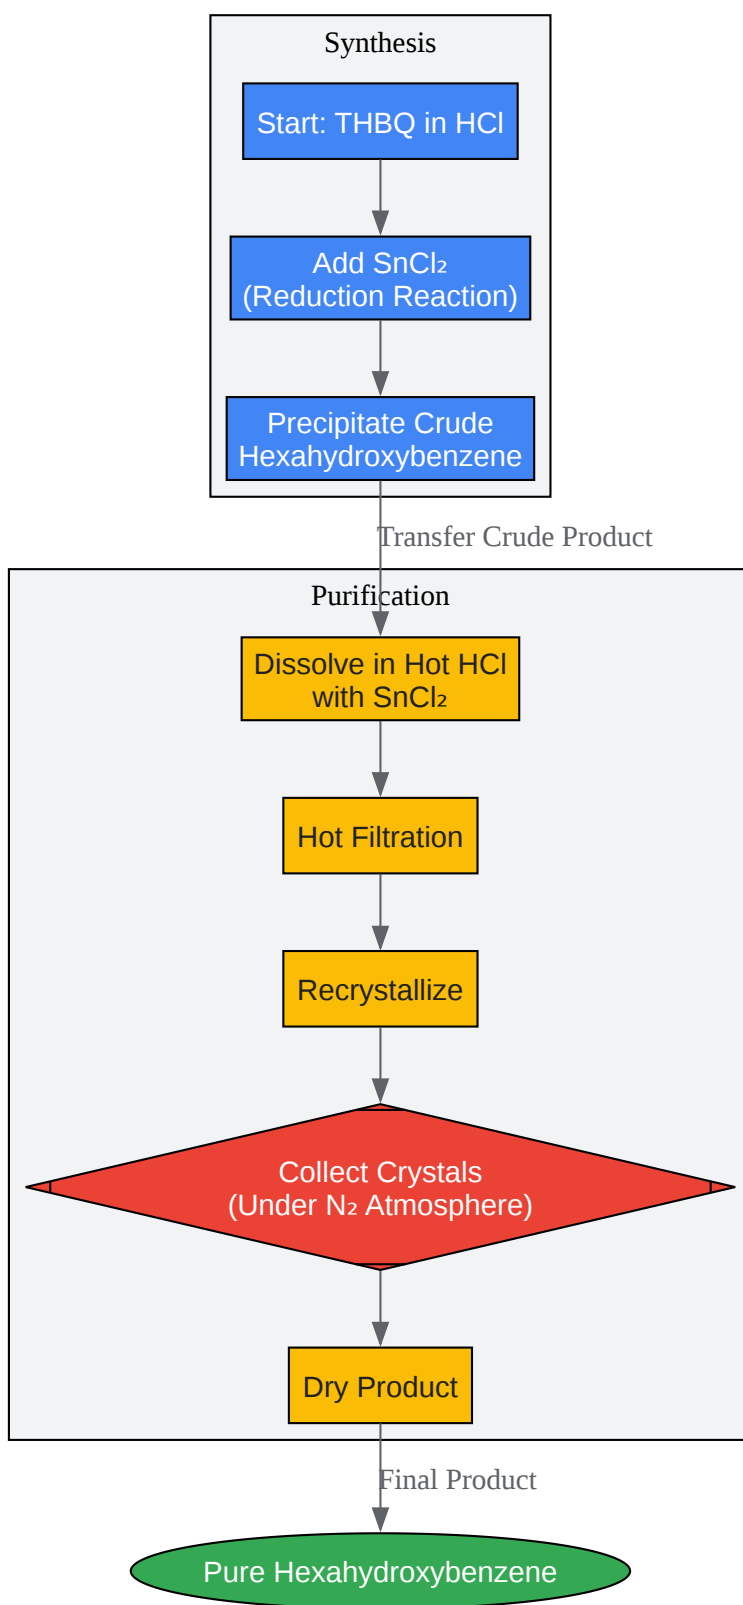 Synthesis
Start: THBQ in HCl
Add SnCl₂
(Reduction Reaction)
Precipitate Crude
Hexahydroxybenzene
Transfer Crude Product
Purification
Dissolve in Hot HCl
with SnCl₂
Hot Filtration
Recrystallize
Collect Crystals
(Under N₂ Atmosphere)
Dry Product
Final Product
Pure Hexahydroxybenzene